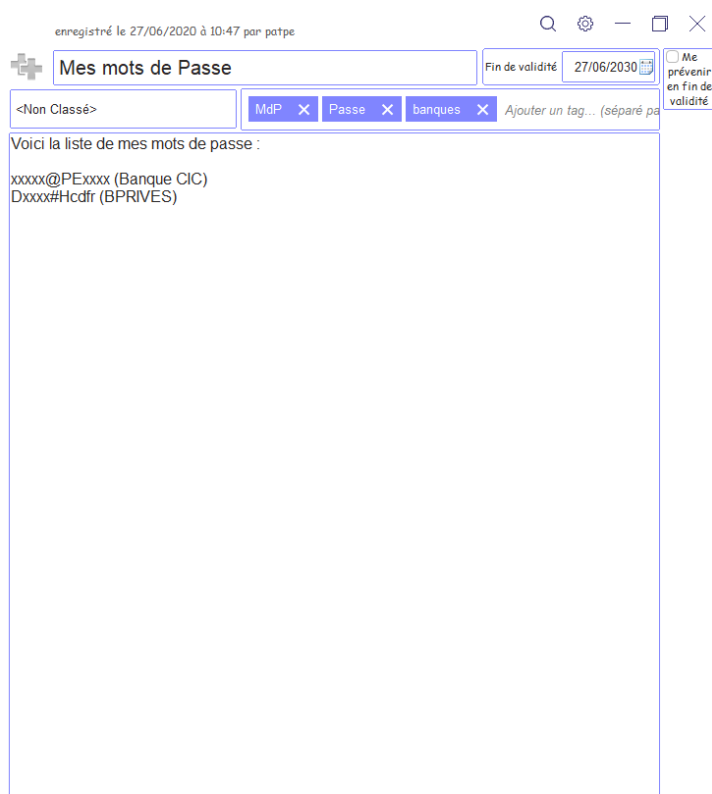 enregistré le 27/06/2020 à 10:47 par patpe
Mes mots de Passe
Fin de validité
27/06/2030
Me
prévenir
en fin de
validité
<Non Classé>
MdP
Passe
banques
Ajouter un tag... (séparé pa
Voici la liste de mes mots de passe :
xxxxx@PExxxx (Banque CIC)
Dxxxx#Hcdfr (BPRIVES)